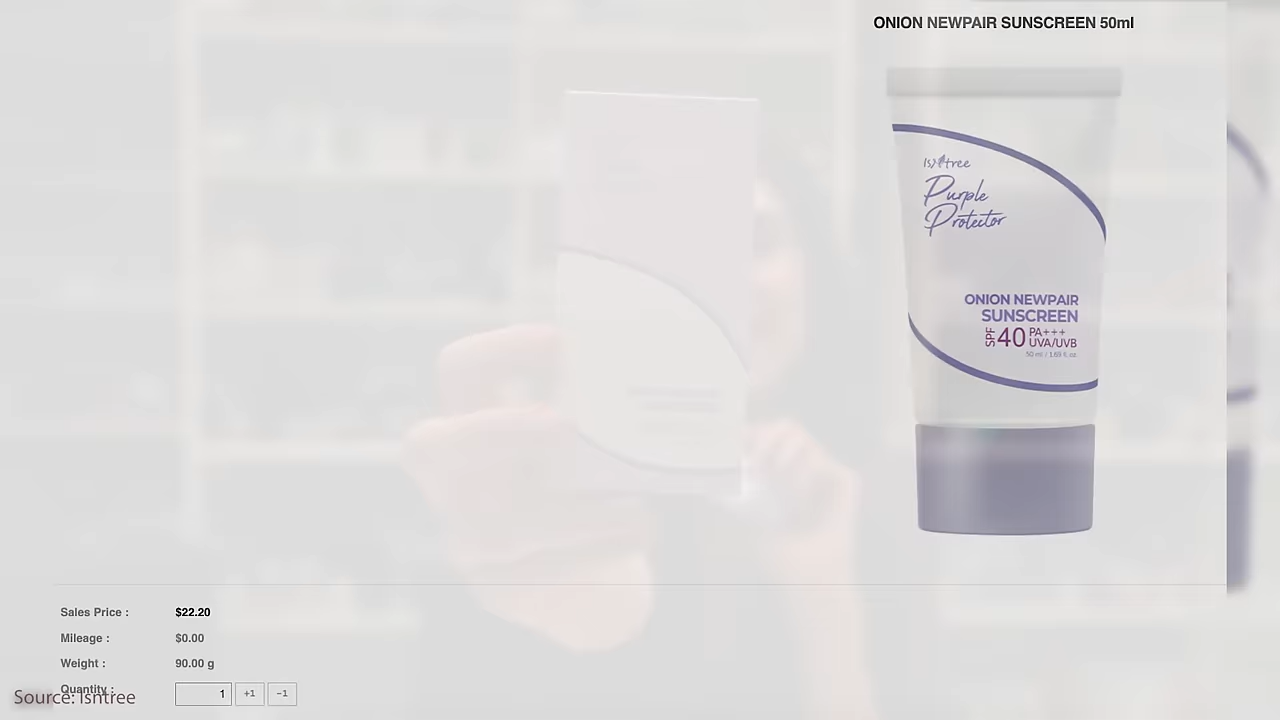 ONION NEWPAIR SUNSCREEN 50ml
Isntree
Purple
Protector
ONION NEWPAIR
SUNSCREEN
SPF 40 PA+++
UVA/UVB
50 ml / 1.69 fl. oz.
Sales Price : $22.20
Mileage : $0.00
Weight : 90.00 g
Quantity : 1 +1 −1
Source: Isntree